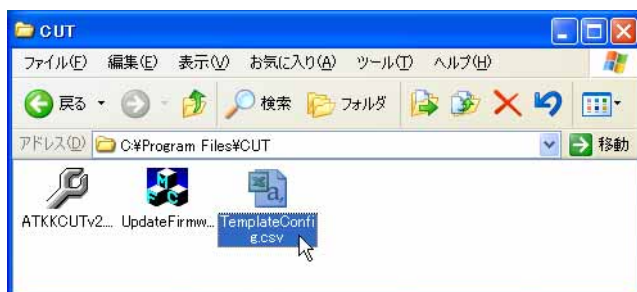 CUT
ファイル(F) 編集(E) 表示(V) お気に入り(A) ツール(T) ヘルプ(H)
戻る 検索 フォルダ
アドレス(D) C:¥Program Files¥CUT 移動
ATKKCUTv2... UpdateFirmw... TemplateConfi
g.csv